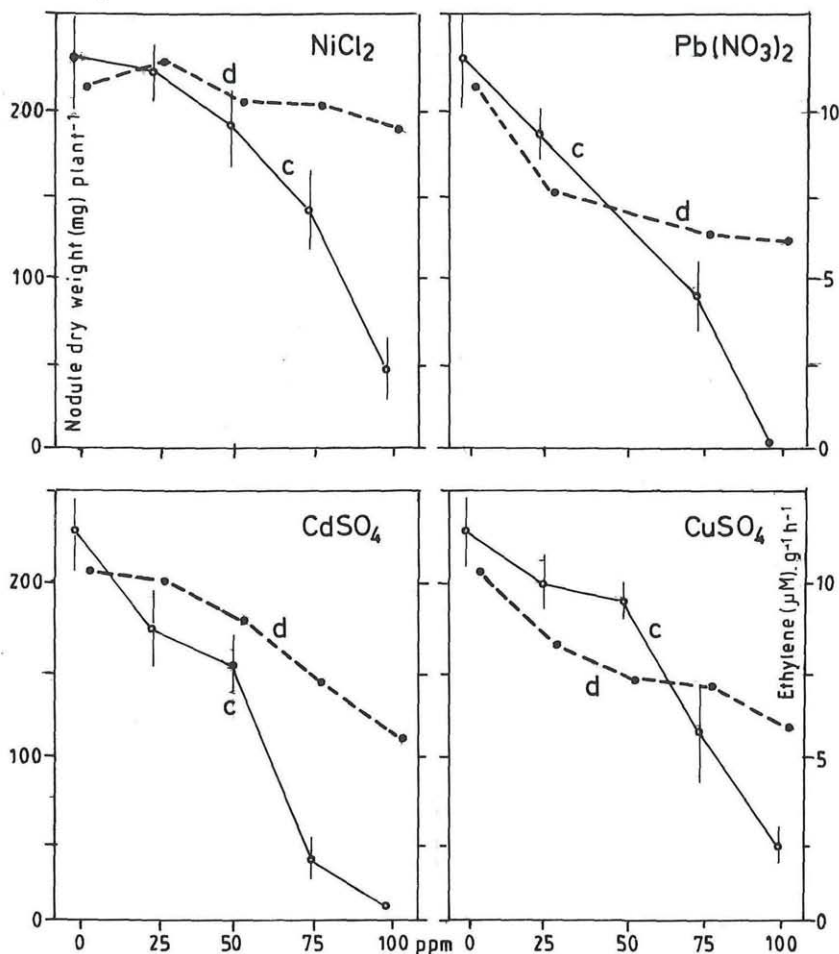 NiCl2
Pb(NO3)2
d
c
c
d
200
100
0
10
5
0
Nodule dry weight (mg) plant-1
CdSO4
CuSO4
d
c
c
d
200
100
0
10
5
0
Ethylene (µM). g-1 h-1
0 25 50 75 100 ppm 0 25 50 75 100